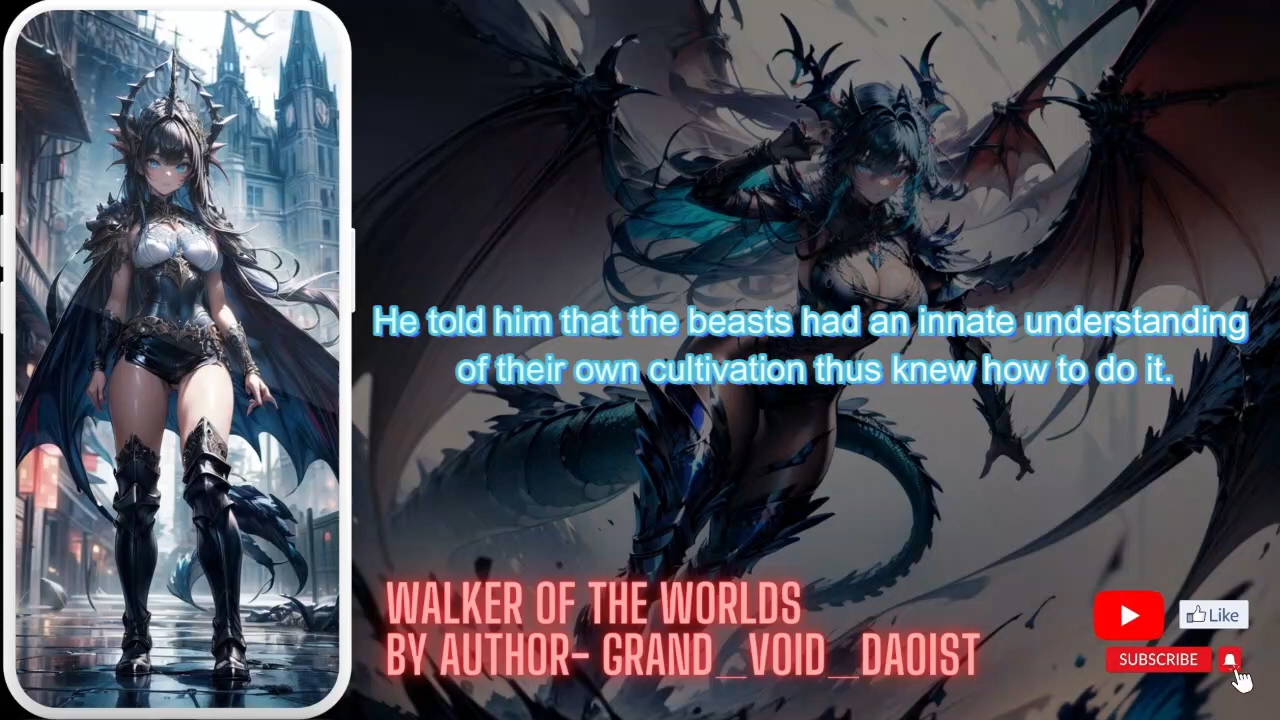 He told him that the beasts had an innate understanding
of their own cultivation thus knew how to do it.
WALKER OF THE WORLDS
BY AUTHOR- GRAND_VOID_DAOIST
Like
SUBSCRIBE